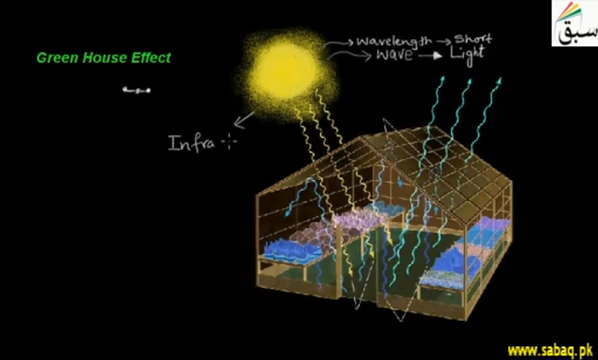 سبق
Wavelength → Short
Wave → Light
Green House Effect
Infra
www.sabaq.pk